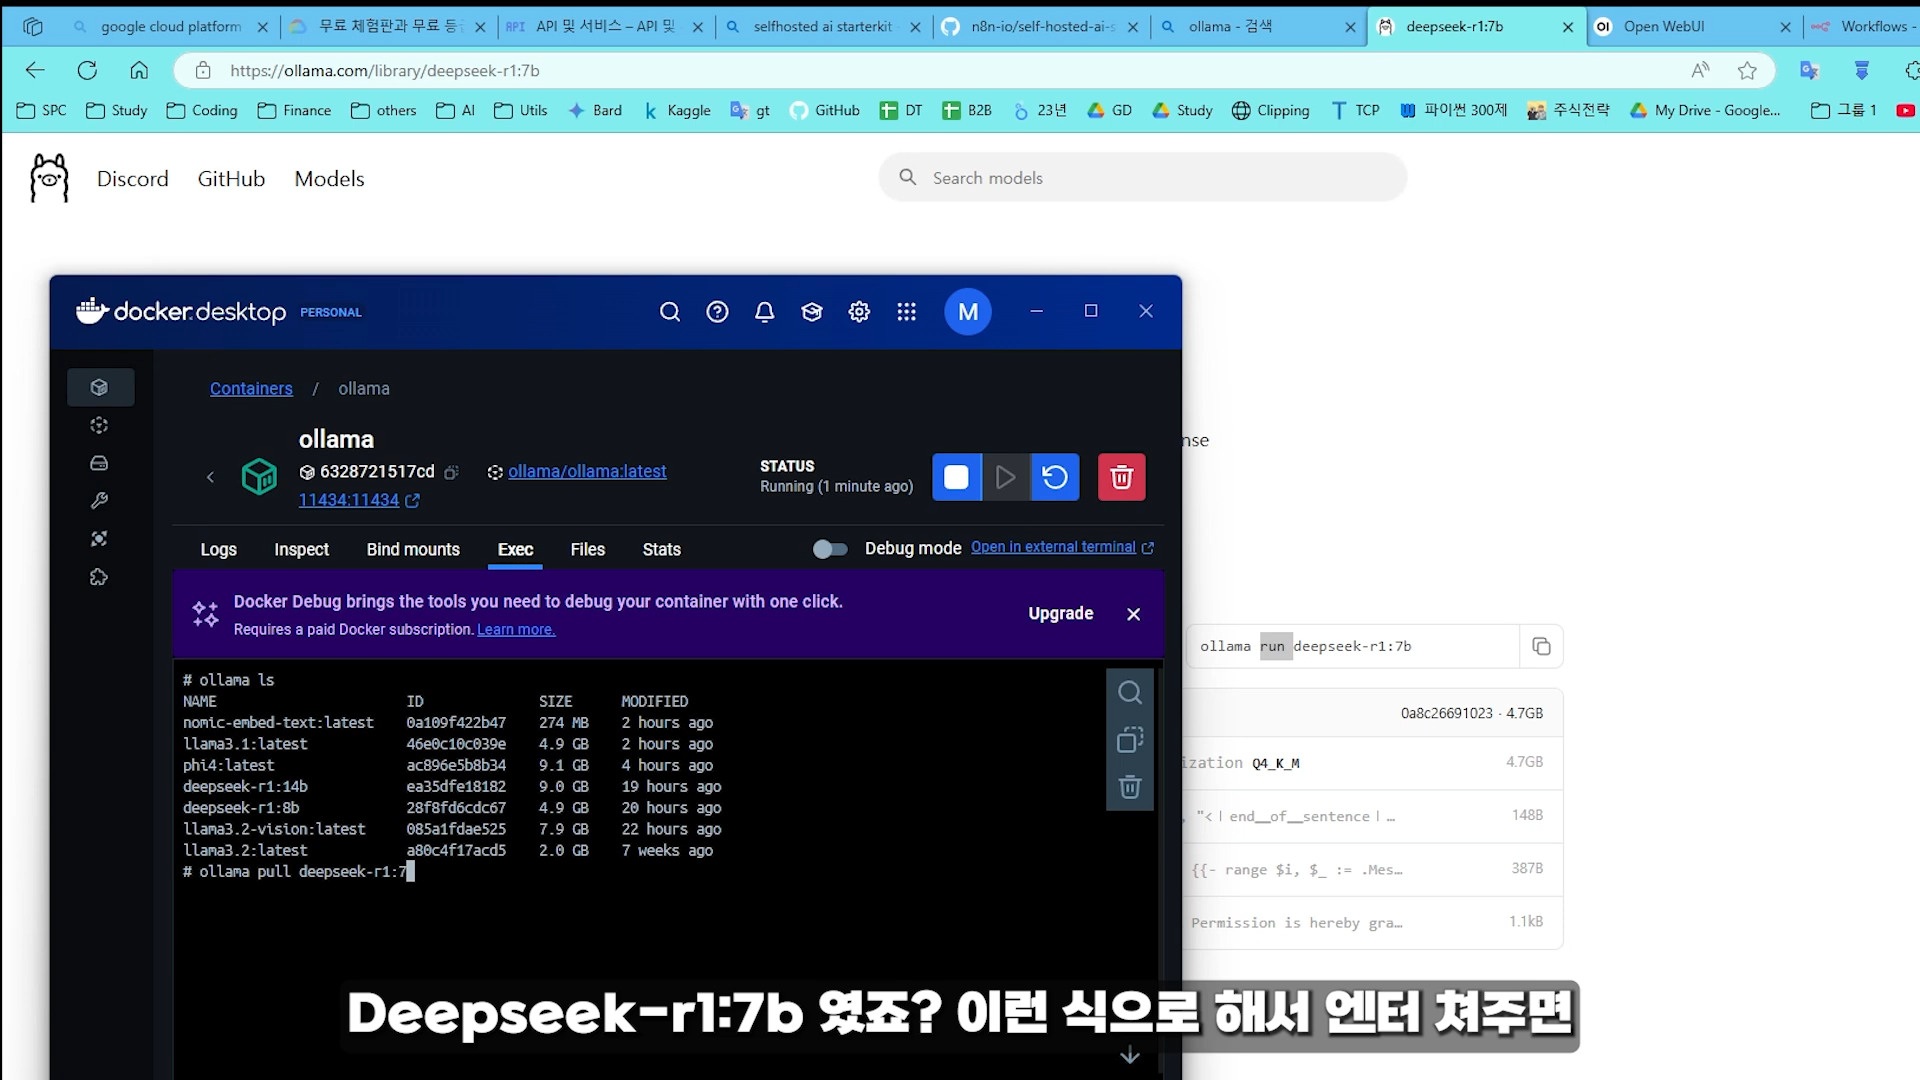 google cloud platform
무료 체험판과 무료 등
API API 및 서비스 – API 및
selfhosted ai starterkit
n8n-io/self-hosted-ai-s
ollama - 검색
deepseek-r1:7b
OI Open WebUI
Workflows -
https://ollama.com/library/deepseek-r1:7b
SPC Study Coding Finance others AI Utils Bard Kaggle gt GitHub DT B2B 23년 GD Study Clipping TCP 파이썬 300제 주식전략 My Drive - Google... 그룹 1
Discord GitHub Models
Search models
docker.desktop PERSONAL
M
Containers / ollama
ollama
6328721517cd ollama/ollama:latest
11434:11434
STATUS
Running (1 minute ago)
nse
Logs Inspect Bind mounts Exec Files Stats
Debug mode Open in external terminal
Docker Debug brings the tools you need to debug your container with one click.
Requires a paid Docker subscription. Learn more.
Upgrade
ollama run deepseek-r1:7b
# ollama ls
NAME ID SIZE MODIFIED
nomic-embed-text:latest 0a109f422b47 274 MB 2 hours ago
llama3.1:latest 46e0c10c039e 4.9 GB 2 hours ago
phi4:latest ac896e5b8b34 9.1 GB 4 hours ago
deepseek-r1:14b ea35dfe18182 9.0 GB 19 hours ago
deepseek-r1:8b 28f8fd6cdc67 4.9 GB 20 hours ago
llama3.2-vision:latest 085a1fdae525 7.9 GB 22 hours ago
llama3.2:latest a80c4f17acd5 2.0 GB 7 weeks ago
# ollama pull deepseek-r1:7
0a8c26691023 · 4.7GB
ization Q4_K_M 4.7GB
, "<｜end▁of▁sentence｜… 148B
{{- range $i, $_ := .Mes… 387B
Permission is hereby gra… 1.1kB
Deepseek-r1:7b 였죠? 이런 식으로 해서 엔터 쳐주면